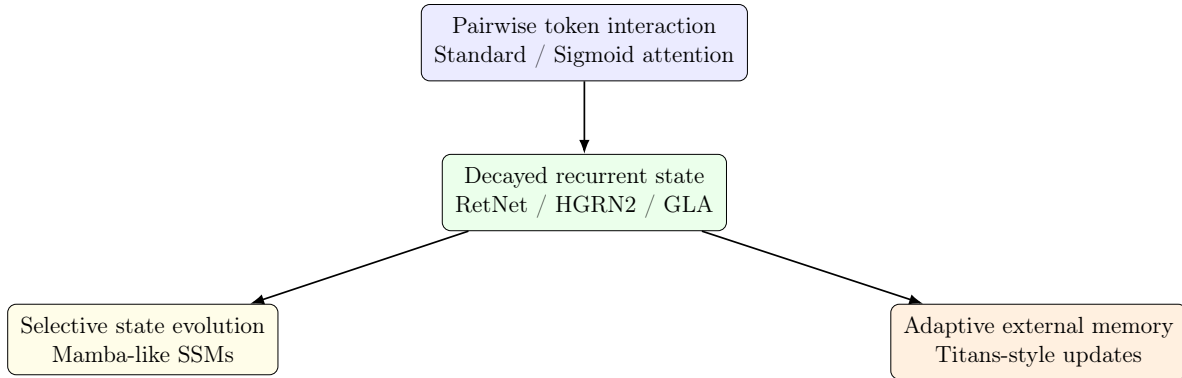 Pairwise token interaction
Standard / Sigmoid attention
Decayed recurrent state
RetNet / HGRN2 / GLA
Selective state evolution
Mamba-like SSMs
Adaptive external memory
Titans-style updates